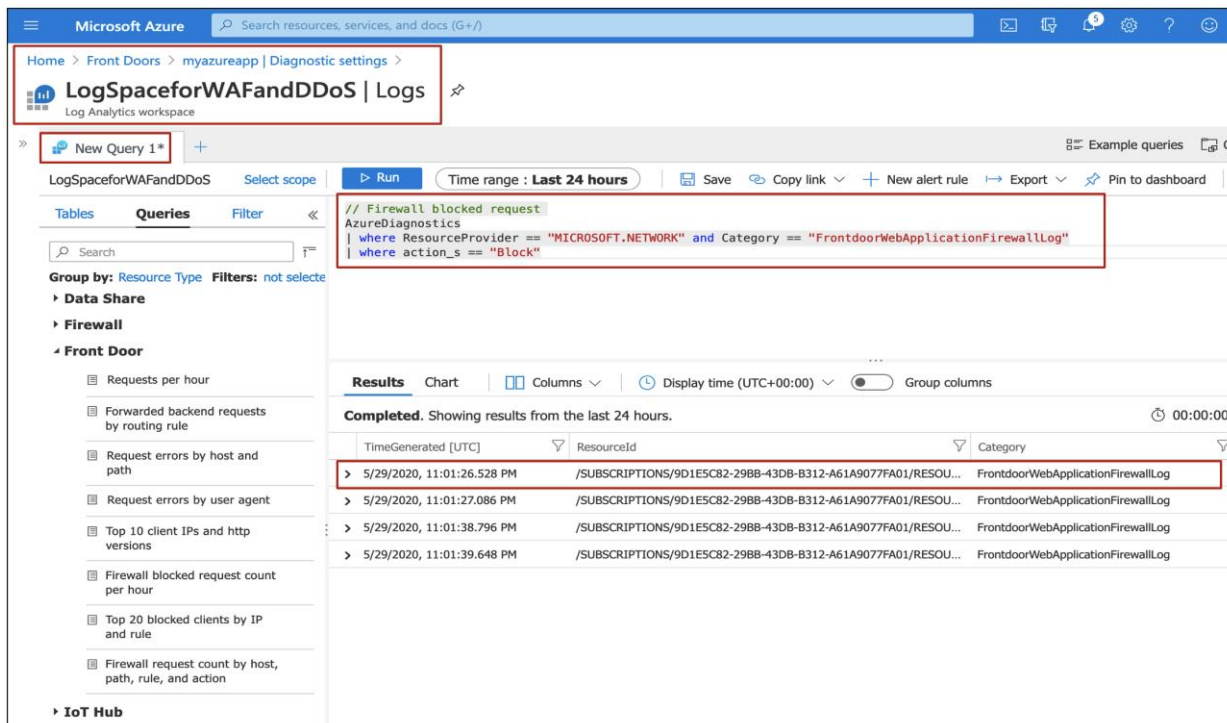 Microsoft Azure
Search resources, services, and docs (G+/)
5
Home > Front Doors > myazureapp | Diagnostic settings >
LogSpaceforWAFandDDoS | Logs
Log Analytics workspace
New Query 1*
Example queries
LogSpaceforWAFandDDoS Select scope
Run
Time range : Last 24 hours
Save
Copy link
New alert rule
Export
Pin to dashboard
Tables Queries Filter
Search
Group by: Resource Type Filters: not selecte
Data Share
Firewall
Front Door
Requests per hour
Forwarded backend requests
by routing rule
Request errors by host and
path
Request errors by user agent
Top 10 client IPs and http
versions
Firewall blocked request count
per hour
Top 20 blocked clients by IP
and rule
Firewall request count by host,
path, rule, and action
IoT Hub
// Firewall blocked request
AzureDiagnostics
| where ResourceProvider == "MICROSOFT.NETWORK" and Category == "FrontdoorWebApplicationFirewallLog"
| where action_s == "Block"
Results Chart Columns Display time (UTC+00:00) Group columns
Completed. Showing results from the last 24 hours.
00:00:00
TimeGenerated [UTC] ResourceId Category
5/29/2020, 11:01:26.528 PM /SUBSCRIPTIONS/9D1E5C82-29BB-43DB-B312-A61A9077FA01/RESOU... FrontdoorWebApplicationFirewallLog
5/29/2020, 11:01:27.086 PM /SUBSCRIPTIONS/9D1E5C82-29BB-43DB-B312-A61A9077FA01/RESOU... FrontdoorWebApplicationFirewallLog
5/29/2020, 11:01:38.796 PM /SUBSCRIPTIONS/9D1E5C82-29BB-43DB-B312-A61A9077FA01/RESOU... FrontdoorWebApplicationFirewallLog
5/29/2020, 11:01:39.648 PM /SUBSCRIPTIONS/9D1E5C82-29BB-43DB-B312-A61A9077FA01/RESOU... FrontdoorWebApplicationFirewallLog